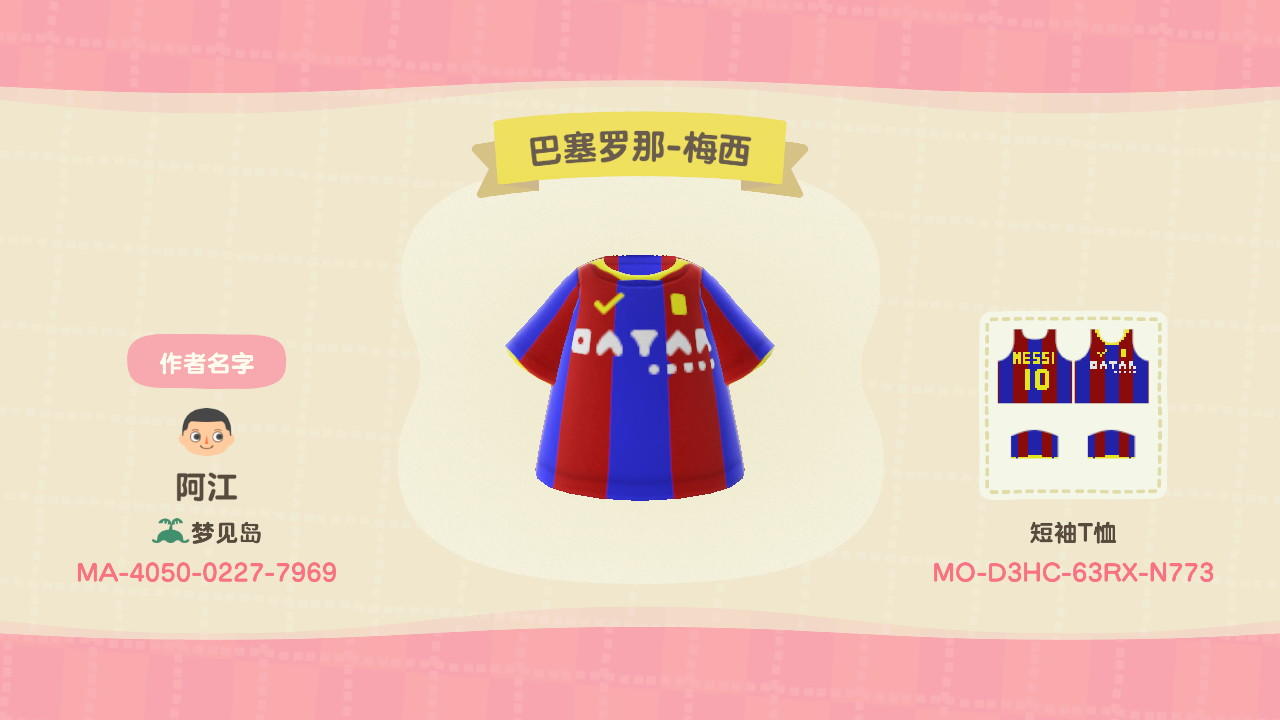 巴塞罗那-梅西
QATAR
作者名字
阿江
梦见岛
MA-4050-0227-7969
MESSI
10
QATAR
短袖T恤
MO-D3HC-63RX-N773